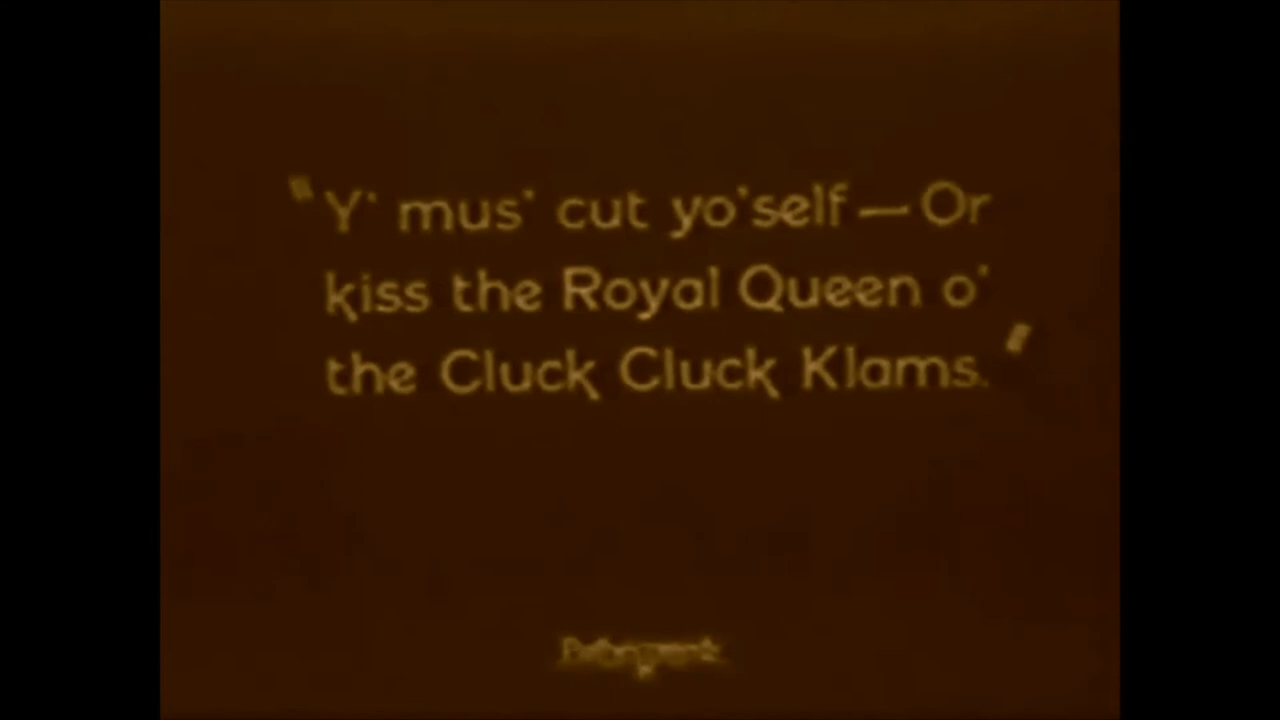 "Y' mus' cut yo'self — Or
kiss the Royal Queen o'
the Cluck Cluck Klams."